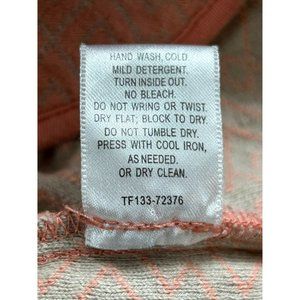 HAND WASH, COLD.
MILD DETERGENT.
TURN INSIDE OUT.
NO BLEACH.
DO NOT WRING OR TWIST.
DRY FLAT; BLOCK TO DRY.
DO NOT TUMBLE DRY.
PRESS WITH COOL IRON,
AS NEEDED.
OR DRY CLEAN.
TF133-72376